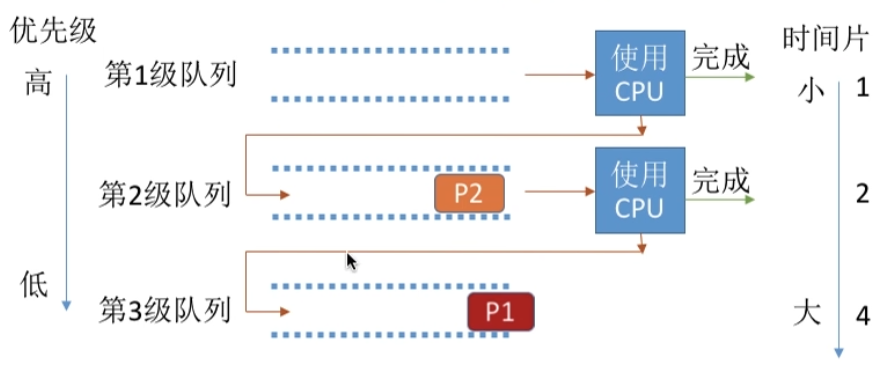 优先级
高
第1级队列
使用
CPU
完成
时间片
小
1
第2级队列
P2
使用
CPU
完成
2
低
第3级队列
P1
大
4